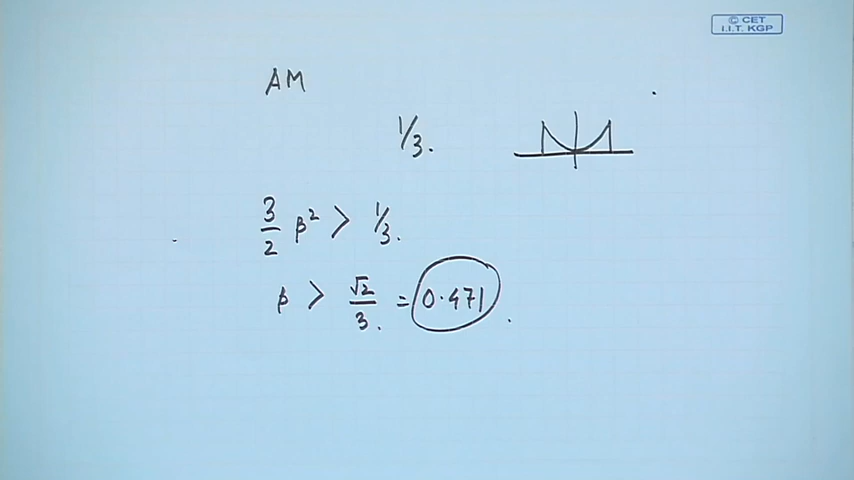 © CET
I.I.T. KGP
AM
1/3.
3/2 β² > 1/3.
β > √2/3. = 0.471.